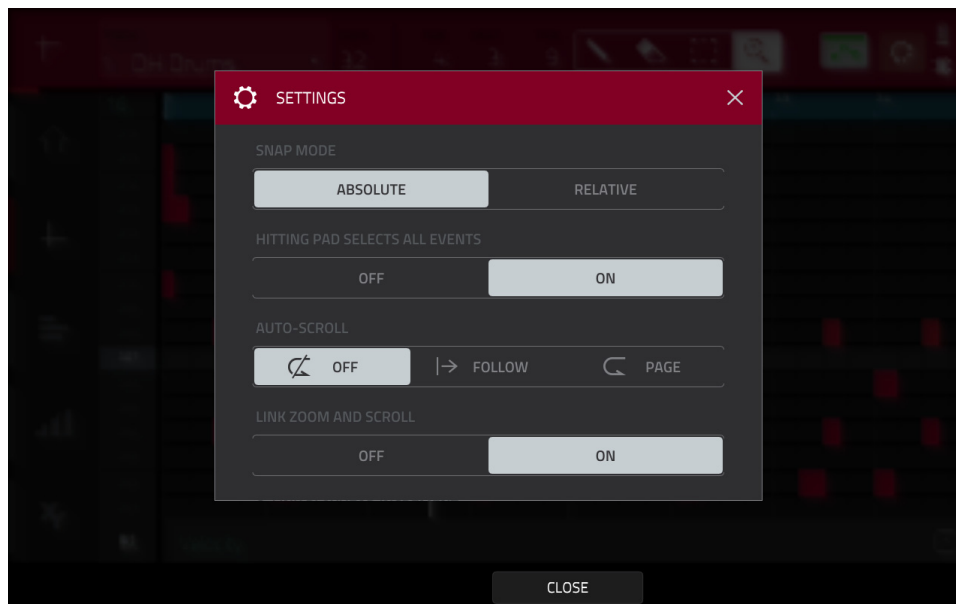 SETTINGS
SNAP MODE
ABSOLUTE RELATIVE
HITTING PAD SELECTS ALL EVENTS
OFF ON
AUTO-SCROLL
OFF FOLLOW PAGE
LINK ZOOM AND SCROLL
OFF ON
CLOSE